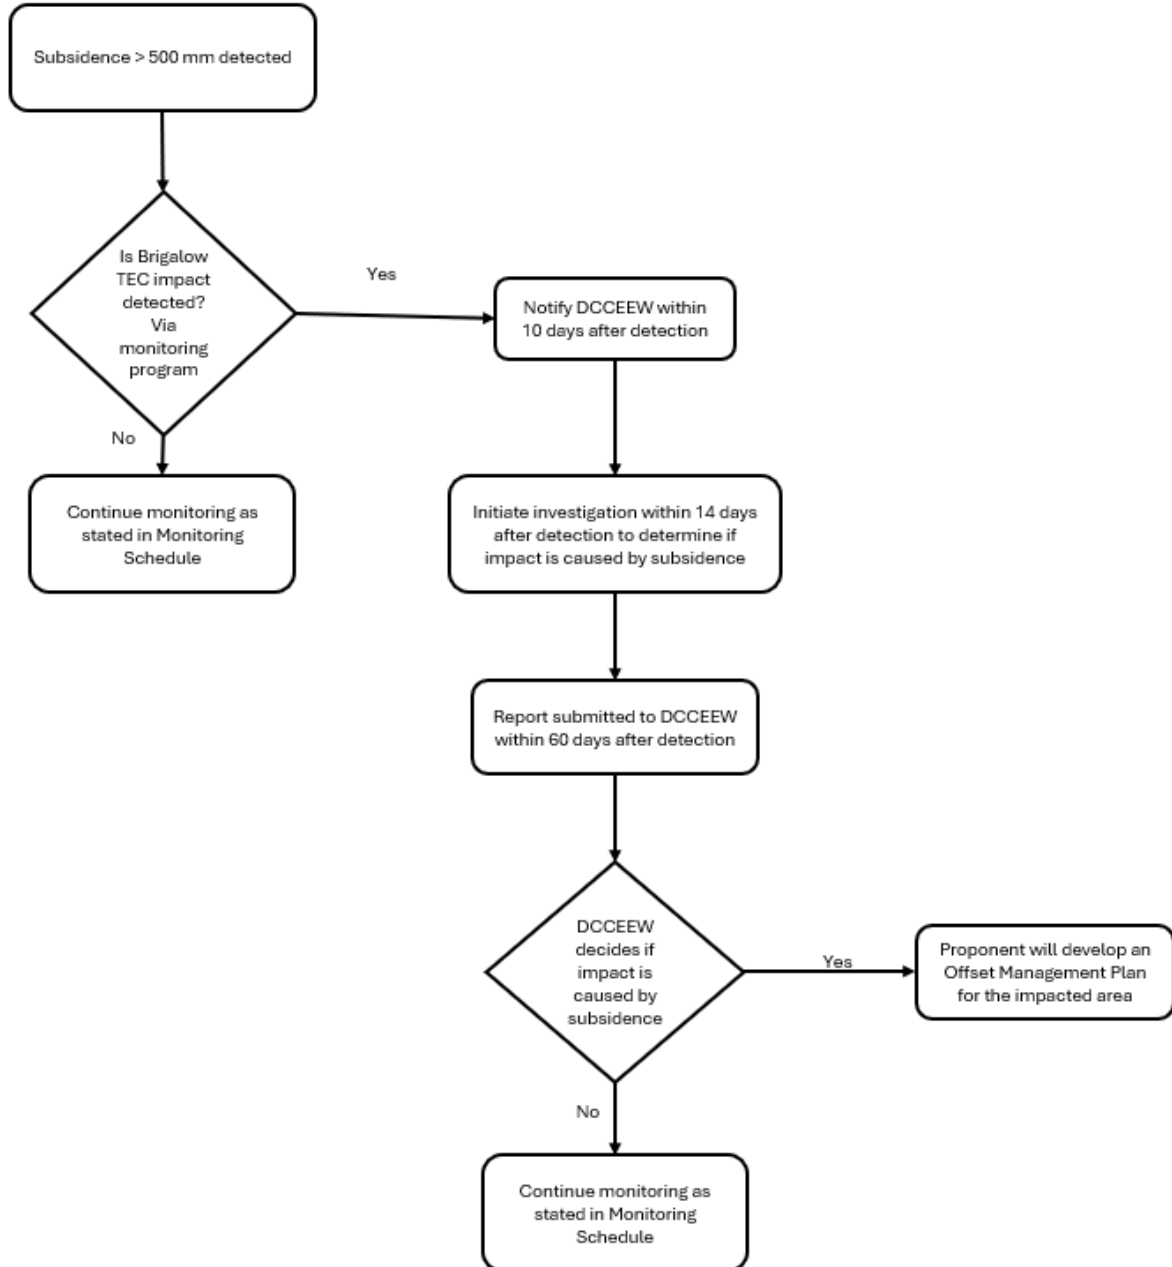 Subsidence > 500 mm detected
Is Brigalow
TEC impact
detected?
Via
monitoring
program
Yes
Notify DCCEEW within
10 days after detection
No
Continue monitoring as
stated in Monitoring
Schedule
Initiate investigation within 14 days
after detection to determine if
impact is caused by subsidence
Report submitted to DCCEEW
within 60 days after detection
DCCEEW
decides if
impact is
caused by
subsidence
Yes
Proponent will develop an
Offset Management Plan
for the impacted area
No
Continue monitoring as
stated in Monitoring
Schedule